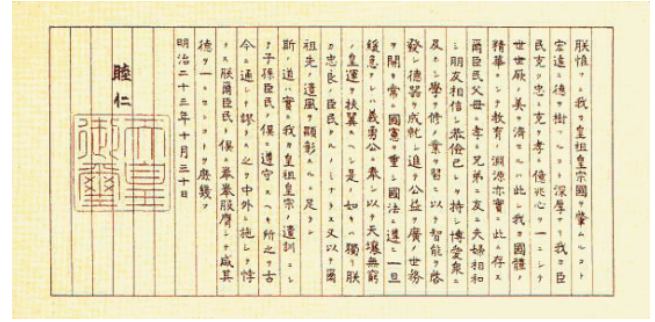 朕惟フニ我カ皇祖皇宗國ヲ肇ムルコト
宏遠ニ德ヲ樹ツルコト深厚ナリ我カ臣
民克ク忠ニ克ク孝ニ億兆心ヲ一ニシテ
世世厥ノ美ヲ濟セルハ此レ我カ國體ノ
精華ニシテ教育ノ淵源亦實ニ此ニ存ス
爾臣民父母ニ孝ニ兄弟ニ友ニ夫婦相和
シ朋友相信シ恭儉己レヲ持シ博愛衆ニ
及ホシ學ヲ修メ業ヲ習ヒ以テ智能ヲ啓
發シ德器ヲ成就シ進テ公益ヲ廣メ世務
ヲ開キ常ニ國憲ヲ重シ國法ニ遵ヒ一旦
緩急アレハ義勇公ニ奉シ以テ天壤無窮
ノ皇運ヲ扶翼スヘシ是ノ如キハ獨リ朕
カ忠良ノ臣民タルノミナラス又以テ爾
祖先ノ遺風ヲ顯彰スルニ足ラン
斯ノ道ハ實ニ我カ皇祖皇宗ノ遺訓ニシ
テ子孫臣民ノ俱ニ遵守スヘキ所之ヲ古
今ニ通シテ謬ラス之ヲ中外ニ施シテ悖
ラス朕爾臣民ト俱ニ拳拳服膺シテ咸其
德ヲ一ニセンコトヲ庶幾フ
明治二十三年十月三十日
睦仁
天皇
御璽